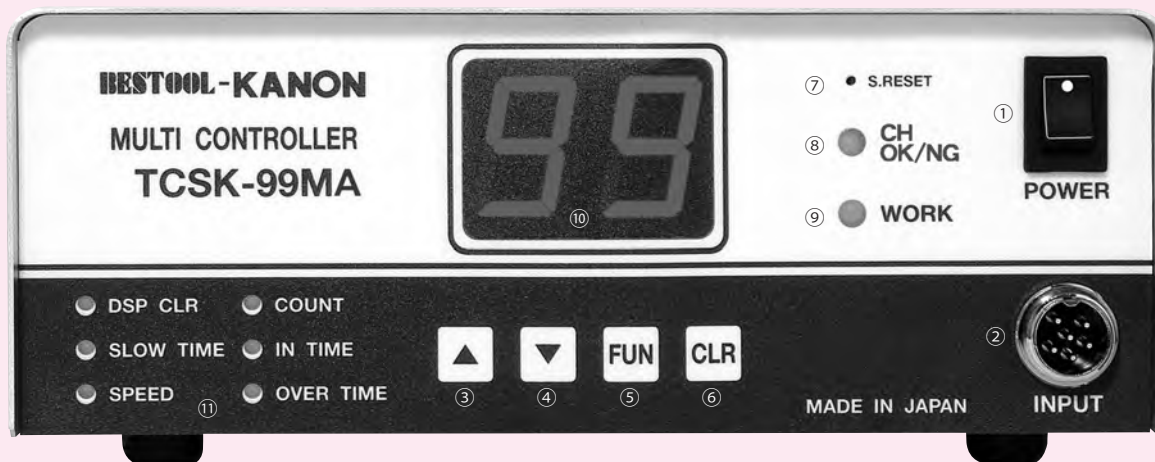 BESTOOL-KANON
MULTI CONTROLLER
TCSK-99MA
99
⑩
⑦ S.RESET
⑧ CH
OK/NG
⑨ WORK
①
POWER
DSP CLR
COUNT
SLOW TIME
IN TIME
SPEED
OVER TIME
⑪
▲
▼
FUN
CLR
③
④
⑤
⑥
MADE IN JAPAN
②
INPUT